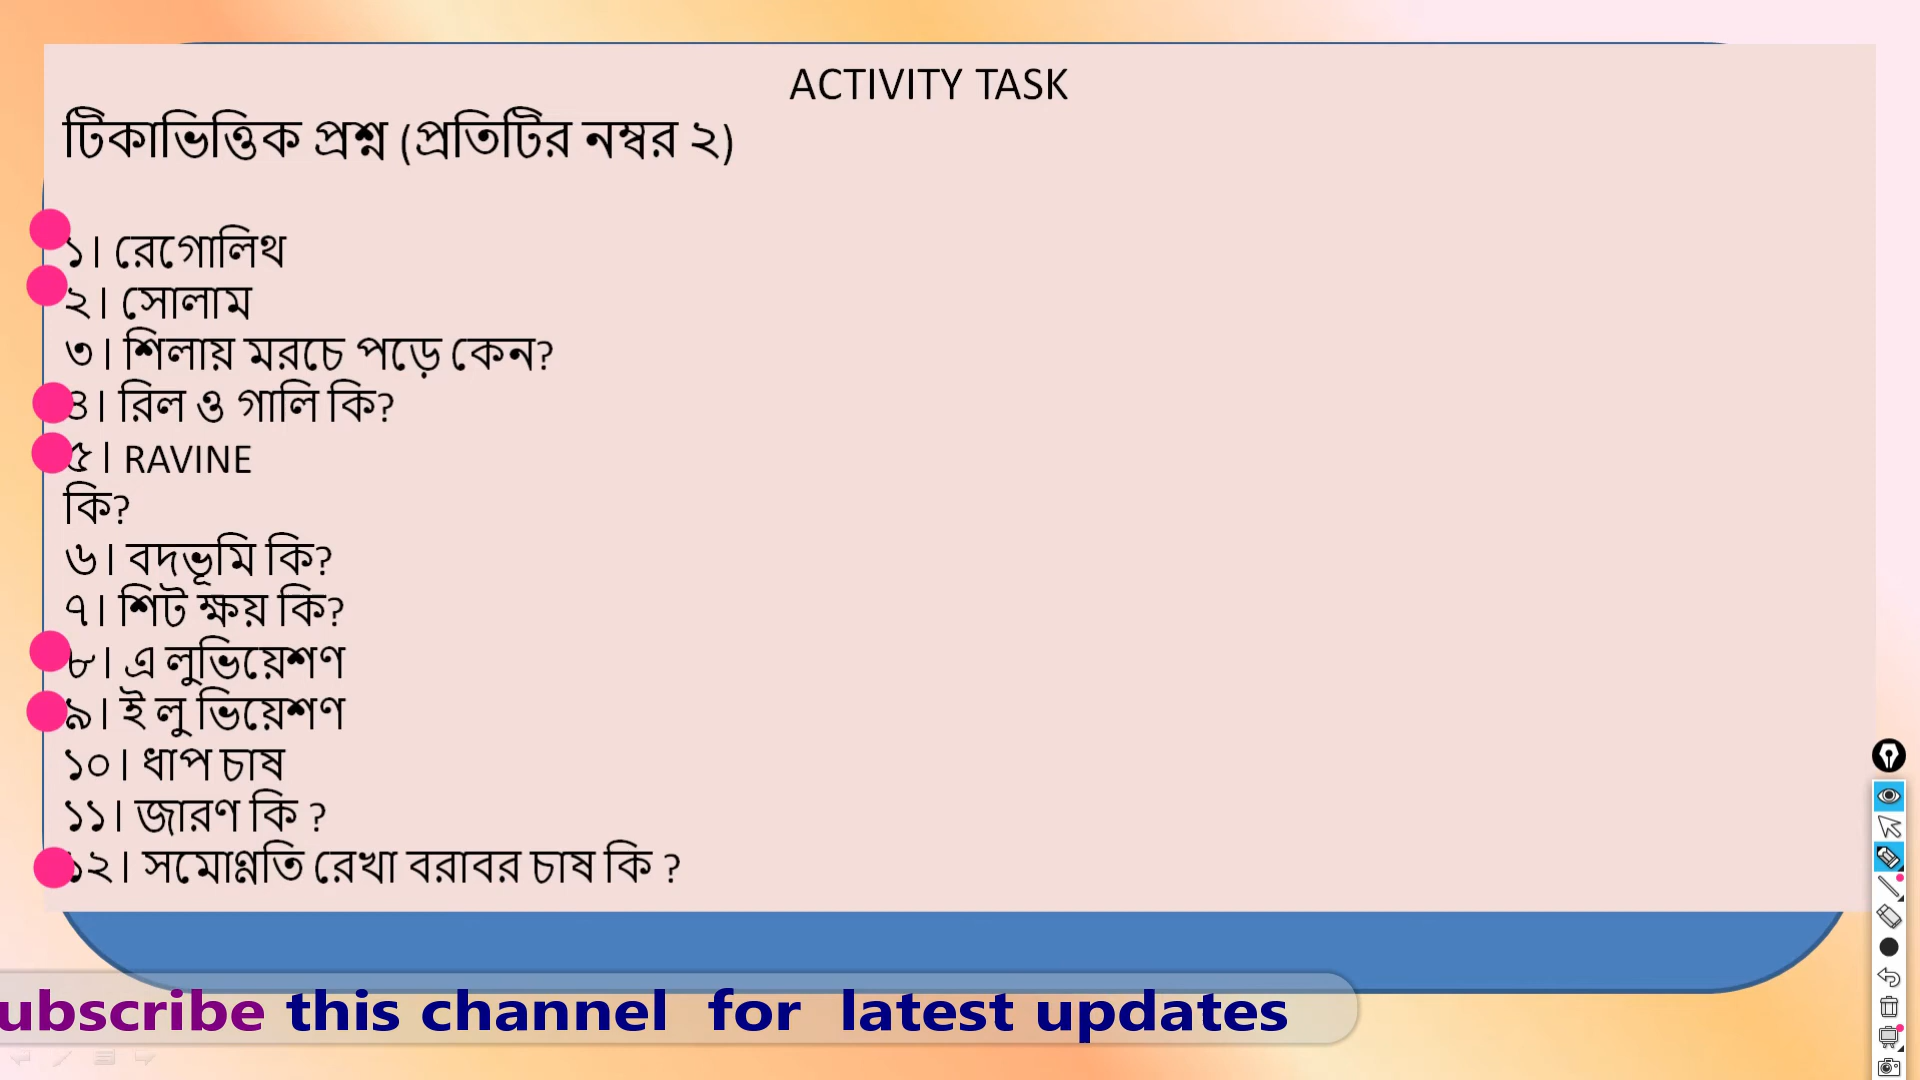 ACTIVITY TASK
টিকাভিত্তিক প্রশ্ন (প্রতিটির নম্বর ২)
১। রেগোলিথ
২। সোলাম
৩। শিলায় মরচে পড়ে কেন?
৪। রিল ও গালি কি?
৫। RAVINE
কি?
৬। বদভূমি কি?
৭। শিট ক্ষয় কি?
৮। এ লুভিয়েশণ
৯। ই লু ভিয়েশণ
১০। ধাপ চাষ
১১। জারণ কি ?
১২। সমোণ্নতি রেখা বরাবর চাষ কি ?
ubscribe this channel for latest updates